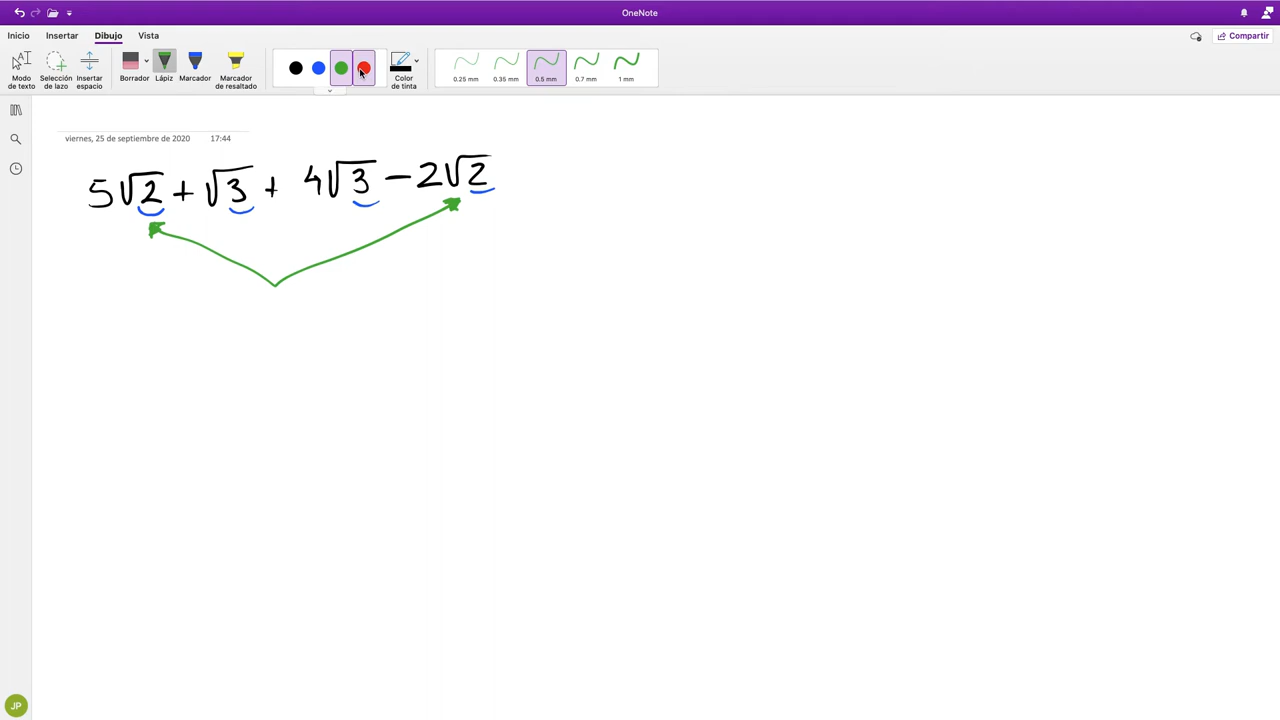 OneNote
Inicio Insertar Dibujo Vista
Compartir
Modo de texto
Selección de lazo
Insertar espacio
Borrador
Lápiz
Marcador
Marcador de resaltado
Color de tinta
0.25 mm 0.35 mm 0.5 mm 0.7 mm 1 mm
viernes, 25 de septiembre de 2020 17:44
5√2 + √3 + 4√3 − 2√2
JP